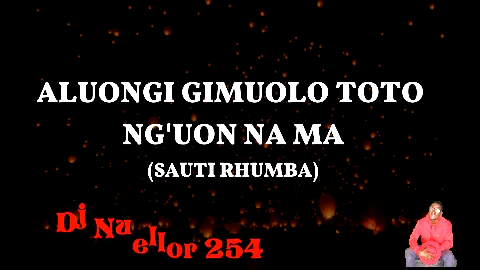 ALUONGI GIMUOLO TOTO
NG'UON NA MA
(SAUTI RHUMBA)
Dj Nuellor 254